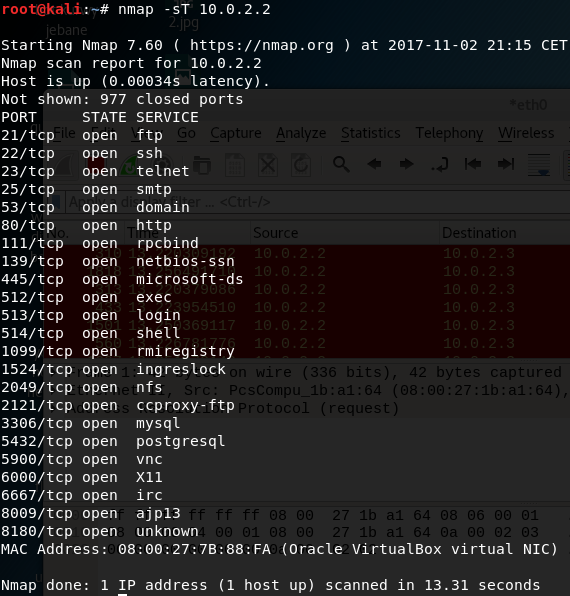 root@kali:~# nmap -sT 10.0.2.2
jebane
2.jpg
Starting Nmap 7.60 ( https://nmap.org ) at 2017-11-02 21:15 CET
Nmap scan report for 10.0.2.2
Host is up (0.00034s latency).
Not shown: 977 closed ports
*eth0
PORT STATE SERVICE
File View Go Capture Analyze Statistics Telephony Wireless
21/tcp open ftp
22/tcp open ssh
23/tcp open telnet
25/tcp open smtp
53/tcp open domain
80/tcp open http
111/tcp open rpcbind
139/tcp open netbios-ssn
445/tcp open microsoft-ds
512/tcp open exec
513/tcp open login
514/tcp open shell
1099/tcp open rmiregistry
1524/tcp open ingreslock
2049/tcp open nfs
2121/tcp open ccproxy-ftp
3306/tcp open mysql
5432/tcp open postgresql
5900/tcp open vnc
6000/tcp open X11
6667/tcp open irc
8009/tcp open ajp13
8180/tcp open unknown
MAC Address: 08:00:27:7B:88:FA (Oracle VirtualBox virtual NIC)
Nmap done: 1 IP address (1 host up) scanned in 13.31 seconds
... <Ctrl-/>
No. Time Source Destination
10.0.2.2 10.0.2.3
10.0.2.2 10.0.2.3
10.0.2.2 10.0.2.3
10.0.2.2 10.0.2.3
10.0.2.2 10.0.2.3
10.0.2.2 10.0.2.3
on wire (336 bits), 42 bytes captured
Src: PcsCompu_1b:a1:64 (08:00:27:1b:a1:64),
Protocol (request)
ff ff ff ff 08 00 27 1b a1 64 08 06 00 01
00 01 08 00 27 1b a1 64 0a 00 02 03